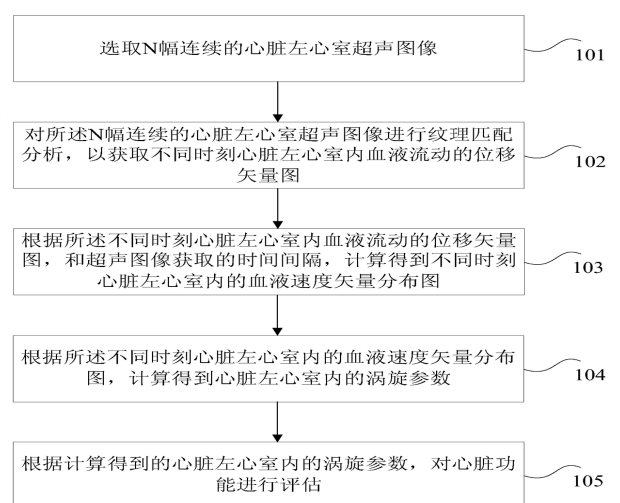 选取N幅连续的心脏左心室超声图像
101
对所述N幅连续的心脏左心室超声图像进行纹理匹配
分析，以获取不同时刻心脏左心室内血液流动的位移
矢量图
102
根据所述不同时刻心脏左心室内血液流动的位移矢量
图，和超声图像获取的时间间隔，计算得到不同时刻
心脏左心室内的血液速度矢量分布图
103
根据所述不同时刻心脏左心室内的血液速度矢量分布
图，计算得到心脏左心室内的涡旋参数
104
根据计算得到的心脏左心室内的涡旋参数，对心脏功
能进行评估
105